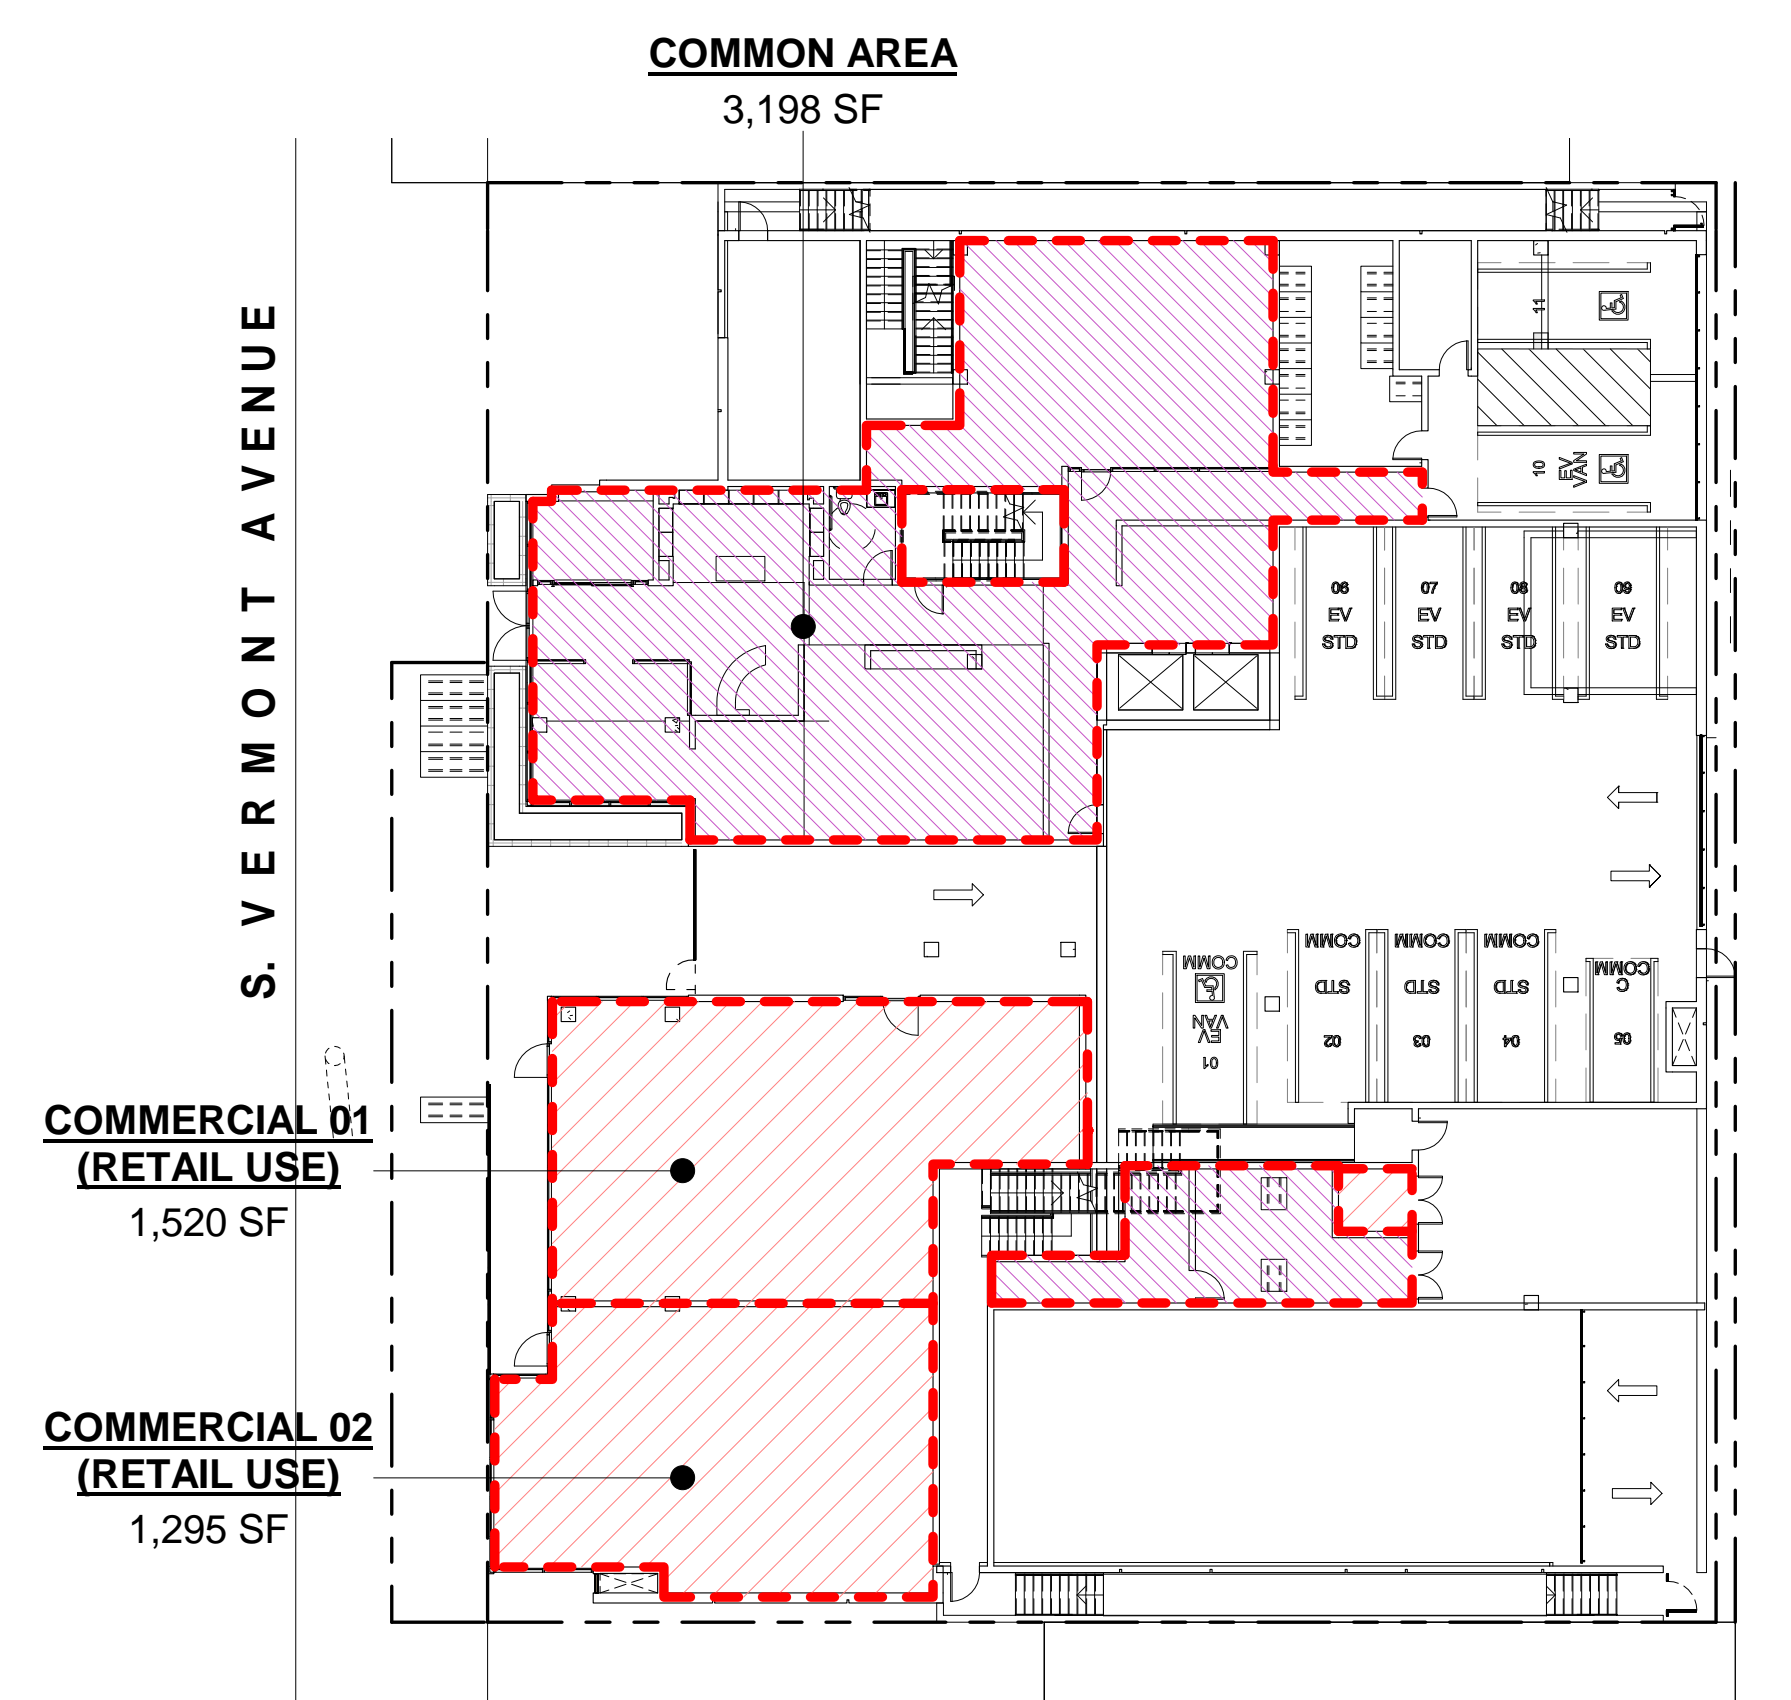 COMMON AREA
3,198 SF
S. VERMONT AVENUE
11
10
EV
VAN
06
EV
STD
07
EV
STD
08
EV
STD
09
EV
STD
COMM
EV
VAN
01
COMM
STD
02
COMM
STD
03
COMM
STD
04
COMM
C
05
COMMERCIAL 01
(RETAIL USE)
1,520 SF
COMMERCIAL 02
(RETAIL USE)
1,295 SF